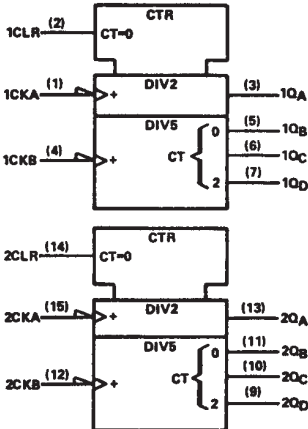 CTR
1CLR (2) CT=0
DIV2
1CKA (1) + (3) 1QA
DIV5
(5) 1QB
0
1CKB (4) + CT (6) 1QC
2 (7) 1QD
CTR
2CLR (14) CT=0
DIV2
2CKA (15) + (13) 2QA
DIV5
0 (11) 2QB
CT (10) 2QC
2CKB (12) + 2 (9) 2QD